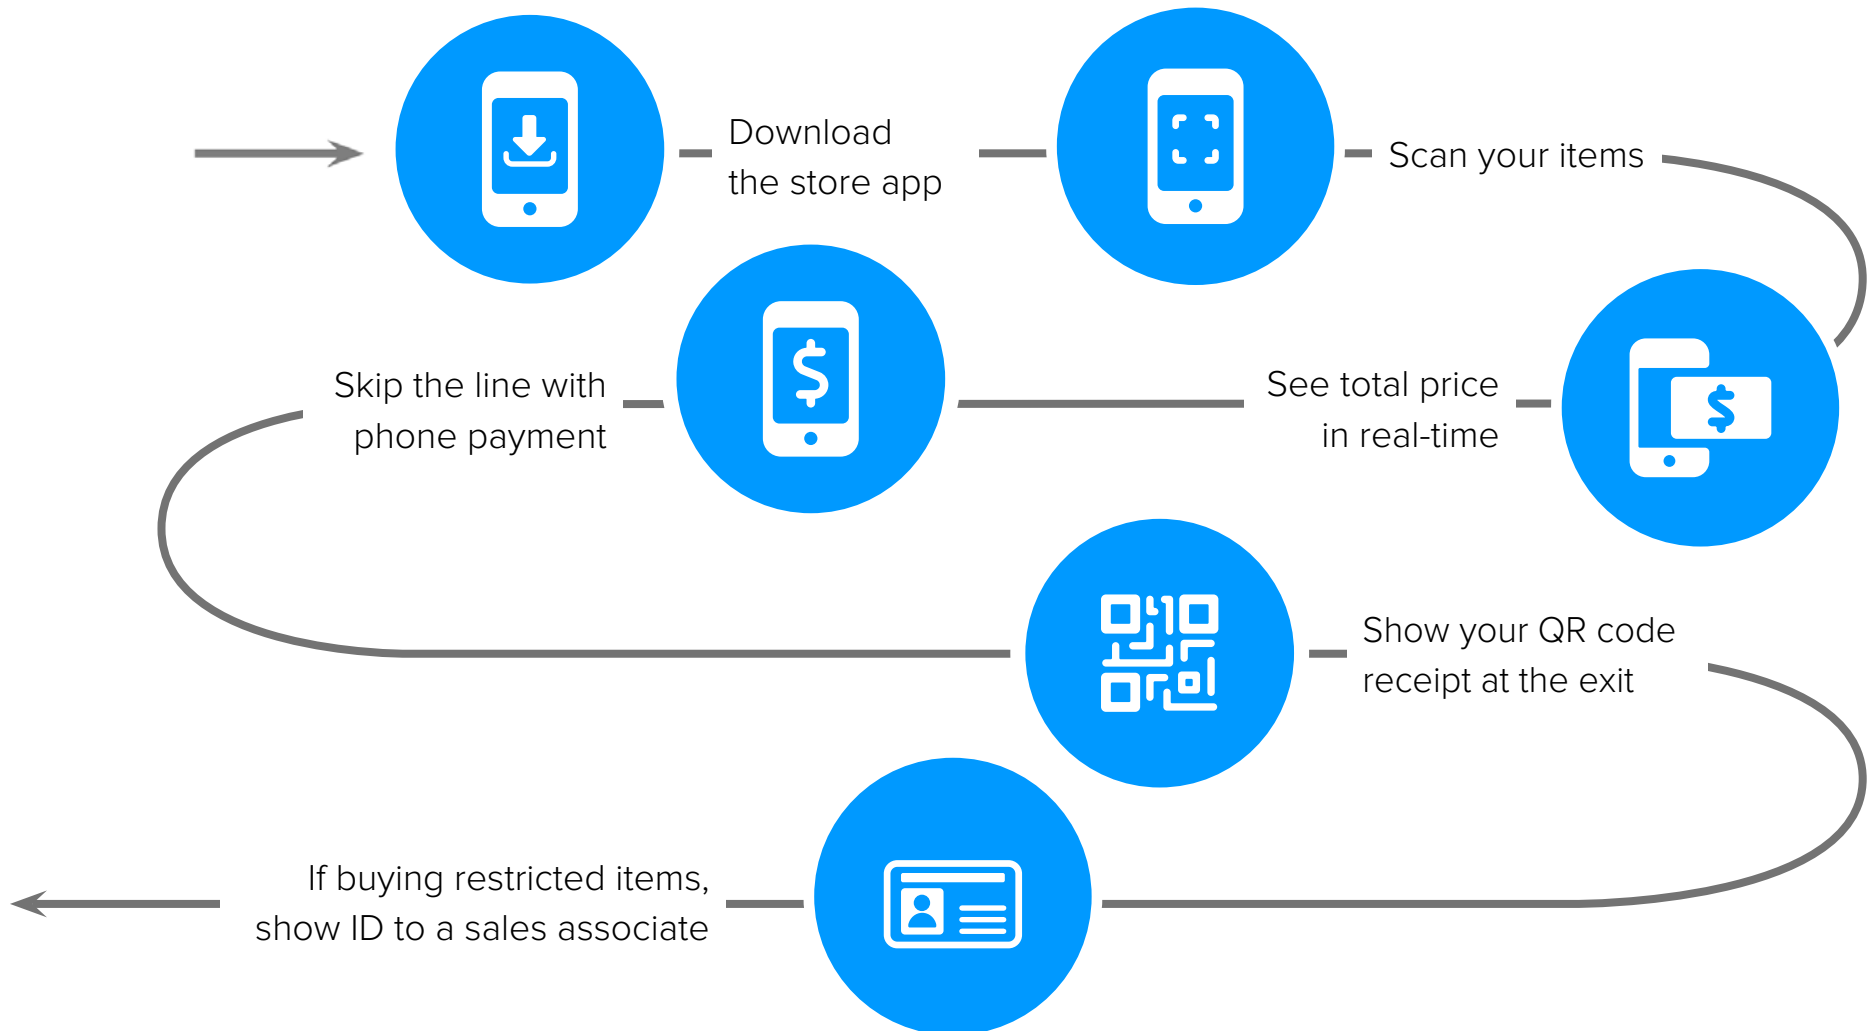 Download
the store app
Scan your items
See total price
in real-time
Skip the line with
phone payment
Show your QR code
receipt at the exit
If buying restricted items,
show ID to a sales associate